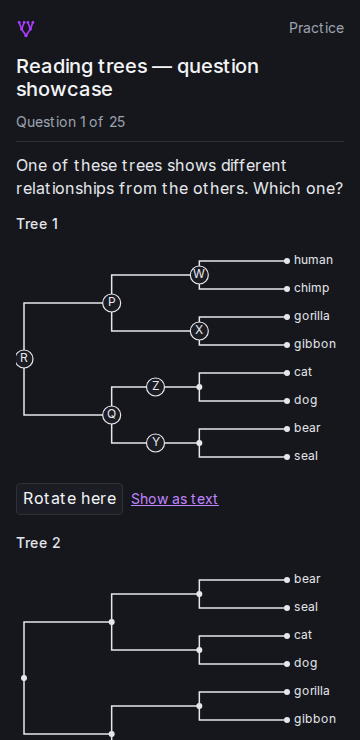 Practice
Reading trees — question
showcase
Question 1 of 25
One of these trees shows different
relationships from the others. Which one?
Tree 1
human
W
chimp
P
gorilla
X
gibbon
R
cat
Z
dog
Q
bear
Y
seal
Rotate here Show as text
Tree 2
bear
seal
cat
dog
gorilla
gibbon